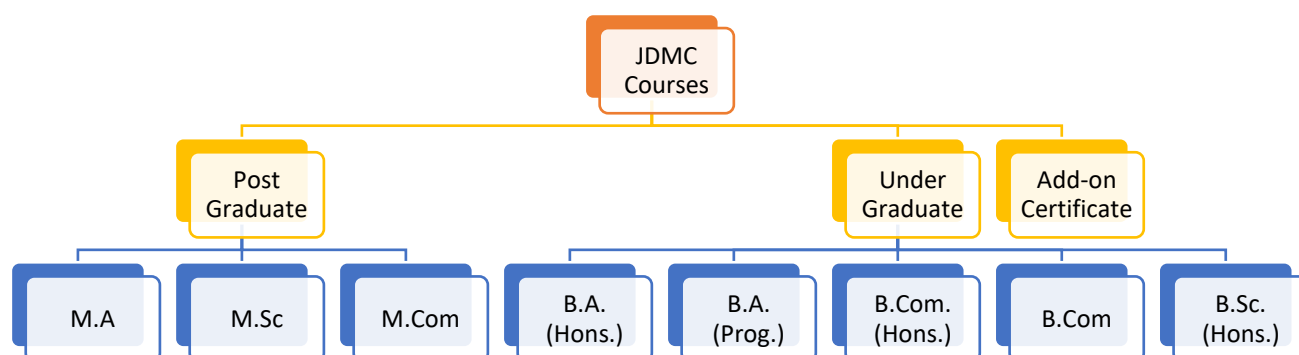 JDMC
Courses
Post
Graduate
Under
Graduate
Add-on
Certificate
M.A
M.Sc
M.Com
B.A.
(Hons.)
B.A.
(Prog.)
B.Com.
(Hons.)
B.Com
B.Sc.
(Hons.)